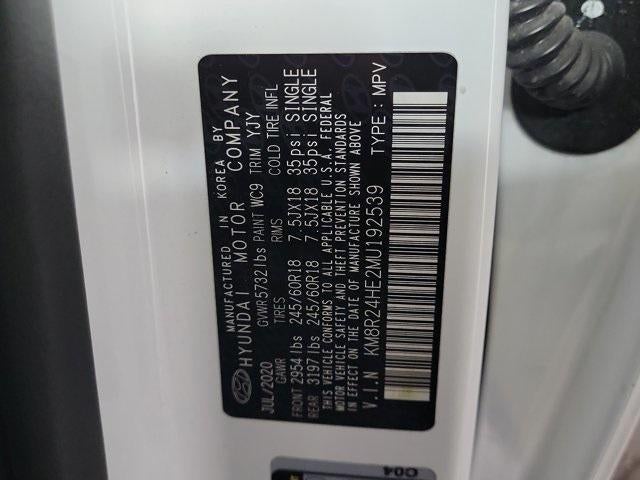 MANUFACTURED IN KOREA BY
HYUNDAI MOTOR COMPANY
JUL/2020 GVWR5732 lbs PAINT WC9 TRIM YJY
GAWR TIRES RIMS COLD TIRE INFL
FRONT 2954 lbs 245/60R18 7.5JX18 35psi SINGLE
REAR 3197 lbs 245/60R18 7.5JX18 35psi SINGLE
THIS VEHICLE CONFORMS TO ALL APPLICABLE U.S.A. FEDERAL
MOTOR VEHICLE SAFETY AND THEFT PREVENTION STANDARDS
IN EFFECT ON THE DATE OF MANUFACTURE SHOWN ABOVE
V.I.N KM8R24HE2MU192539 TYPE: MPV
C04